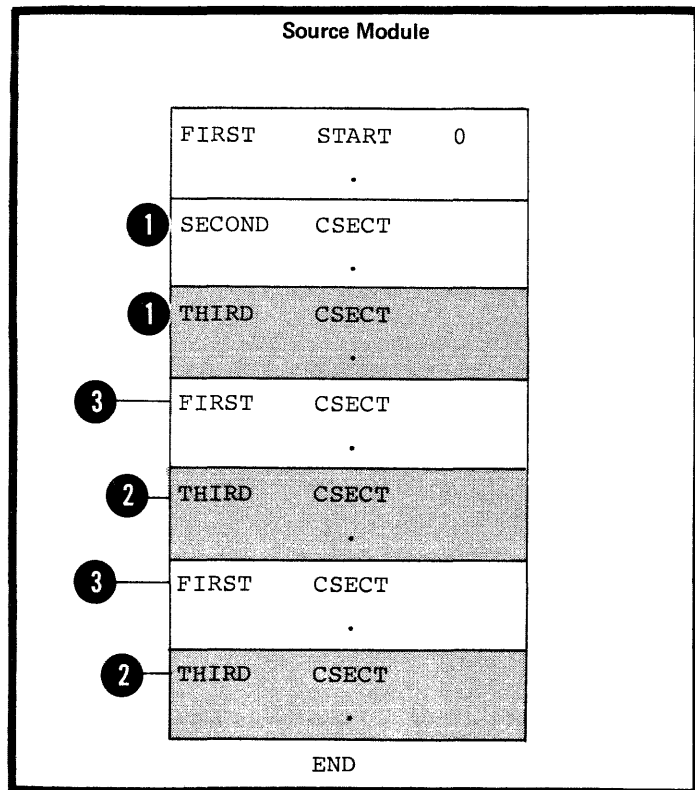 Source Module
FIRST START 0
.
1 SECOND CSECT
.
1 THIRD CSECT
.
3 FIRST CSECT
.
2 THIRD CSECT
.
3 FIRST CSECT
.
2 THIRD CSECT
.
END